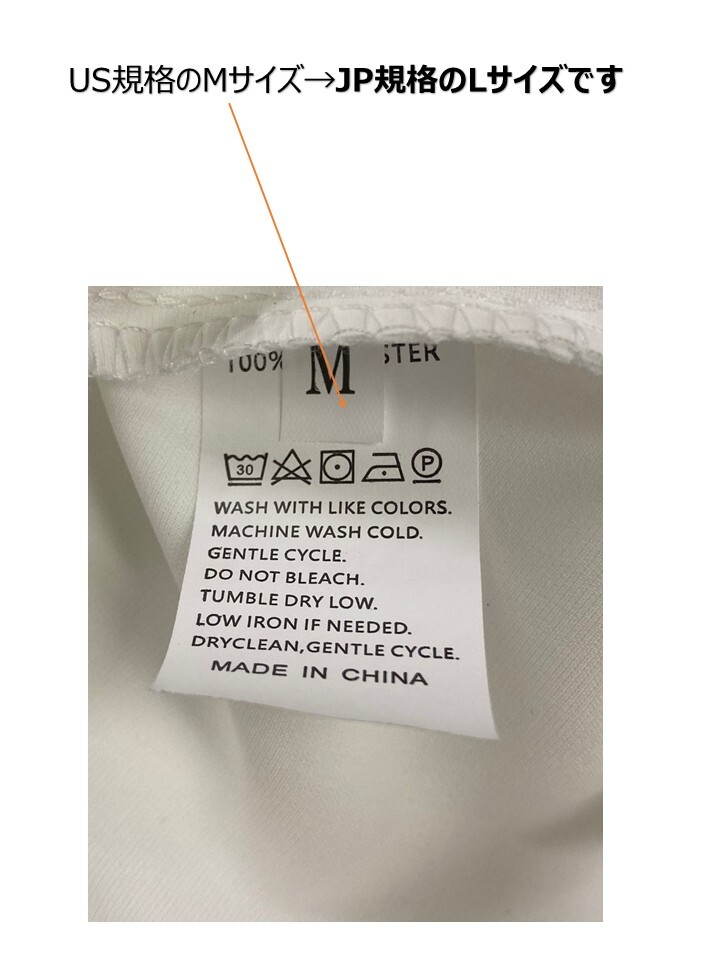 US規格のMサイズ→JP規格のLサイズです
100% M STER
30 P
WASH WITH LIKE COLORS.
MACHINE WASH COLD.
GENTLE CYCLE.
DO NOT BLEACH.
TUMBLE DRY LOW.
LOW IRON IF NEEDED.
DRYCLEAN,GENTLE CYCLE.
MADE IN CHINA